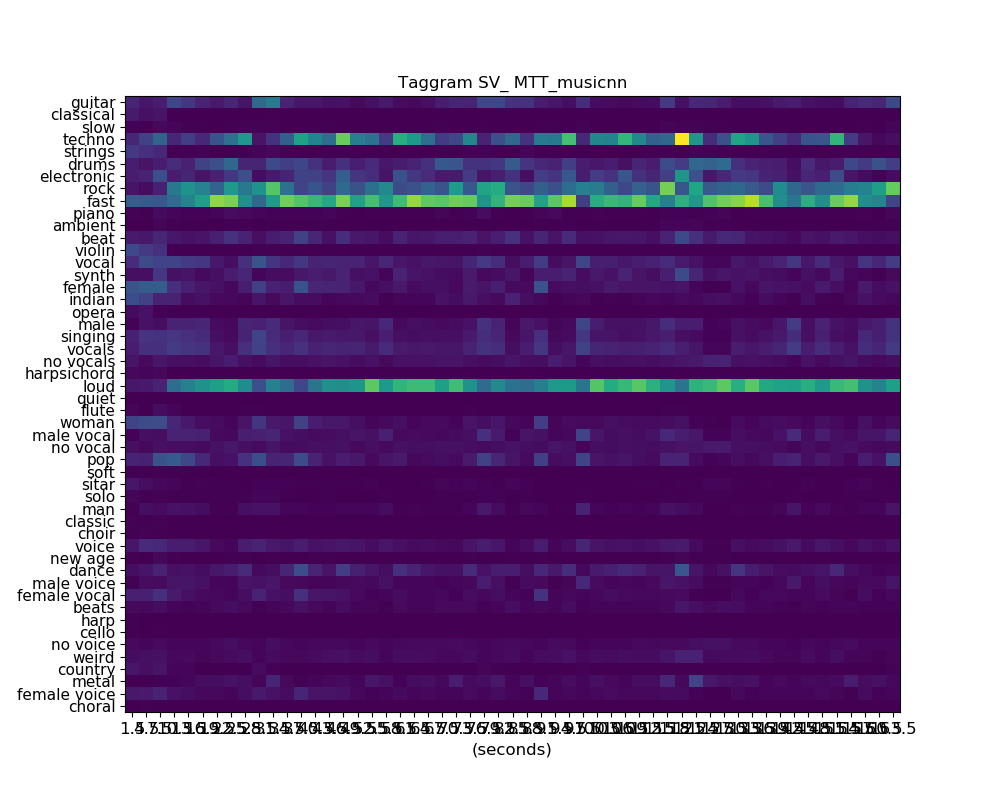 Taggram SV_ MTT_musicnn
guitar
classical
slow
techno
strings
drums
electronic
rock
fast
piano
ambient
beat
violin
vocal
synth
female
indian
opera
male
singing
vocals
no vocals
harpsichord
loud
quiet
flute
woman
male vocal
no vocal
pop
soft
sitar
solo
man
classic
choir
voice
new age
dance
male voice
female vocal
beats
harp
cello
no voice
weird
country
metal
female voice
choral
(seconds)